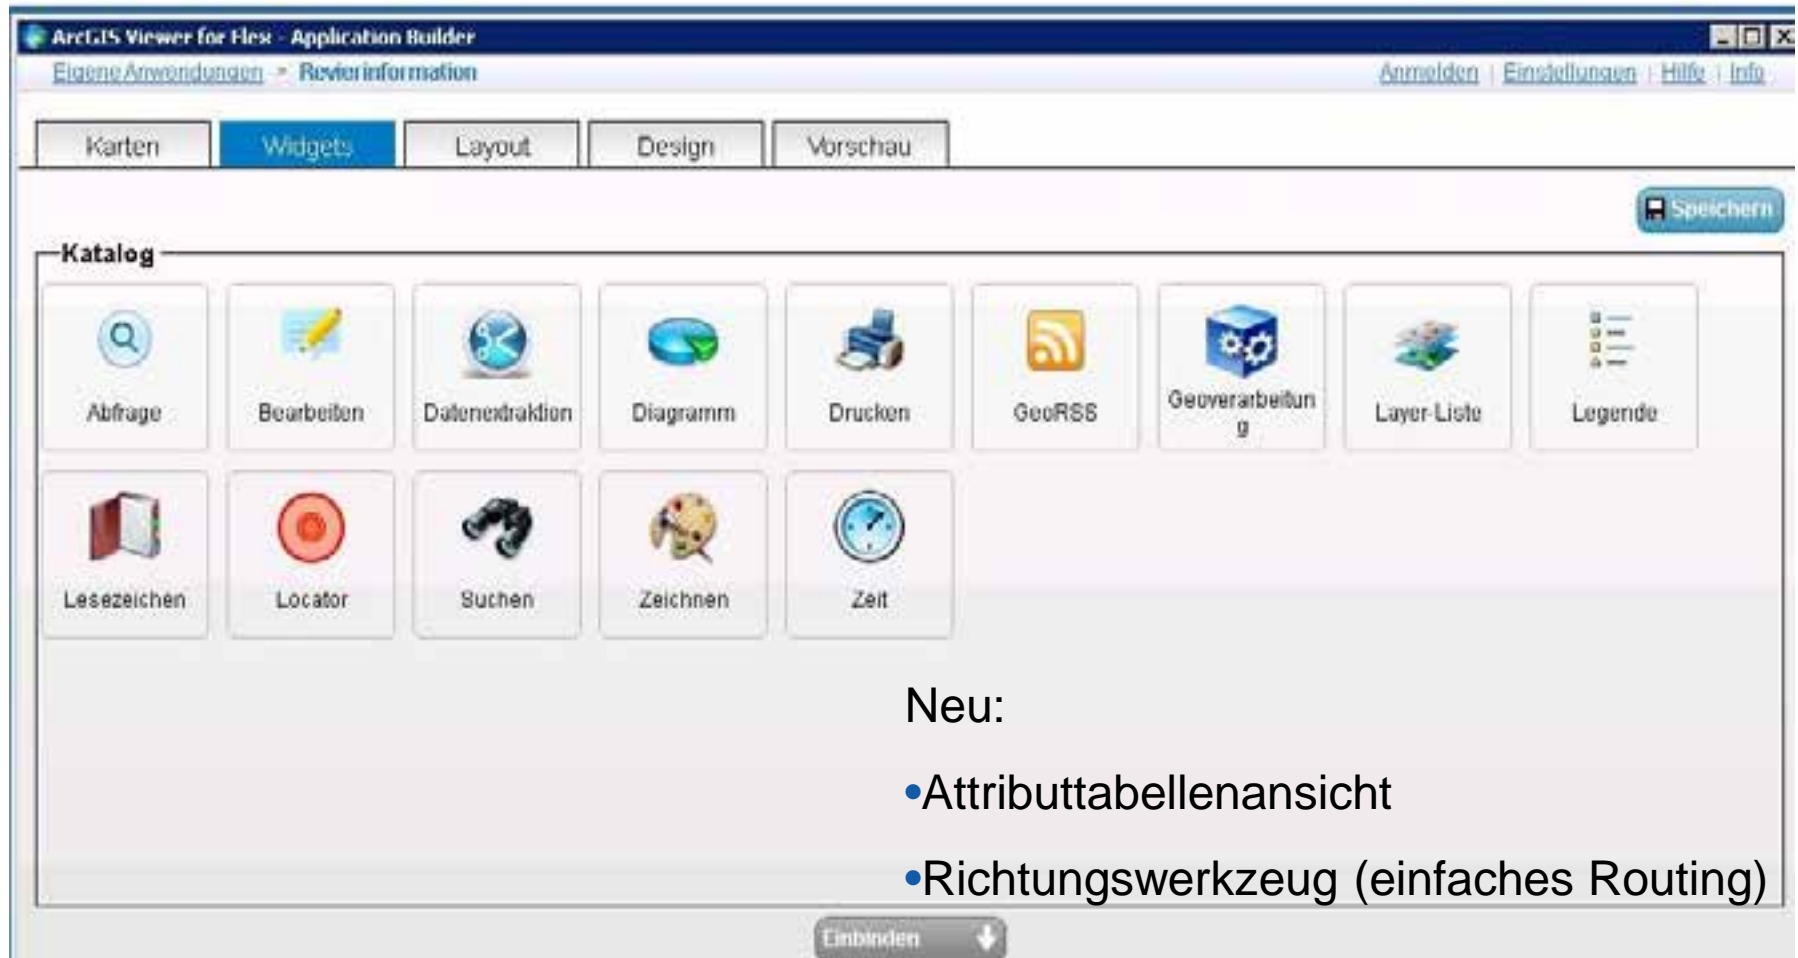 ArcGIS Viewer for Flex - Application Builder
Eigene Anwendungen > Revierinformation
Anmelden | Einstellungen | Hilfe | Info
Karten Widgets Layout Design Vorschau
Speichern
Katalog
Abfrage Bearbeiten Datenextraktion Diagramm Drucken GeoRSS Geoverarbeitun Layer-Liste Legende
g
Lesezeichen Locator Suchen Zeichnen Zeit
Neu:
•Attributtabellenansicht
•Richtungswerkzeug (einfaches Routing)
Einbinden